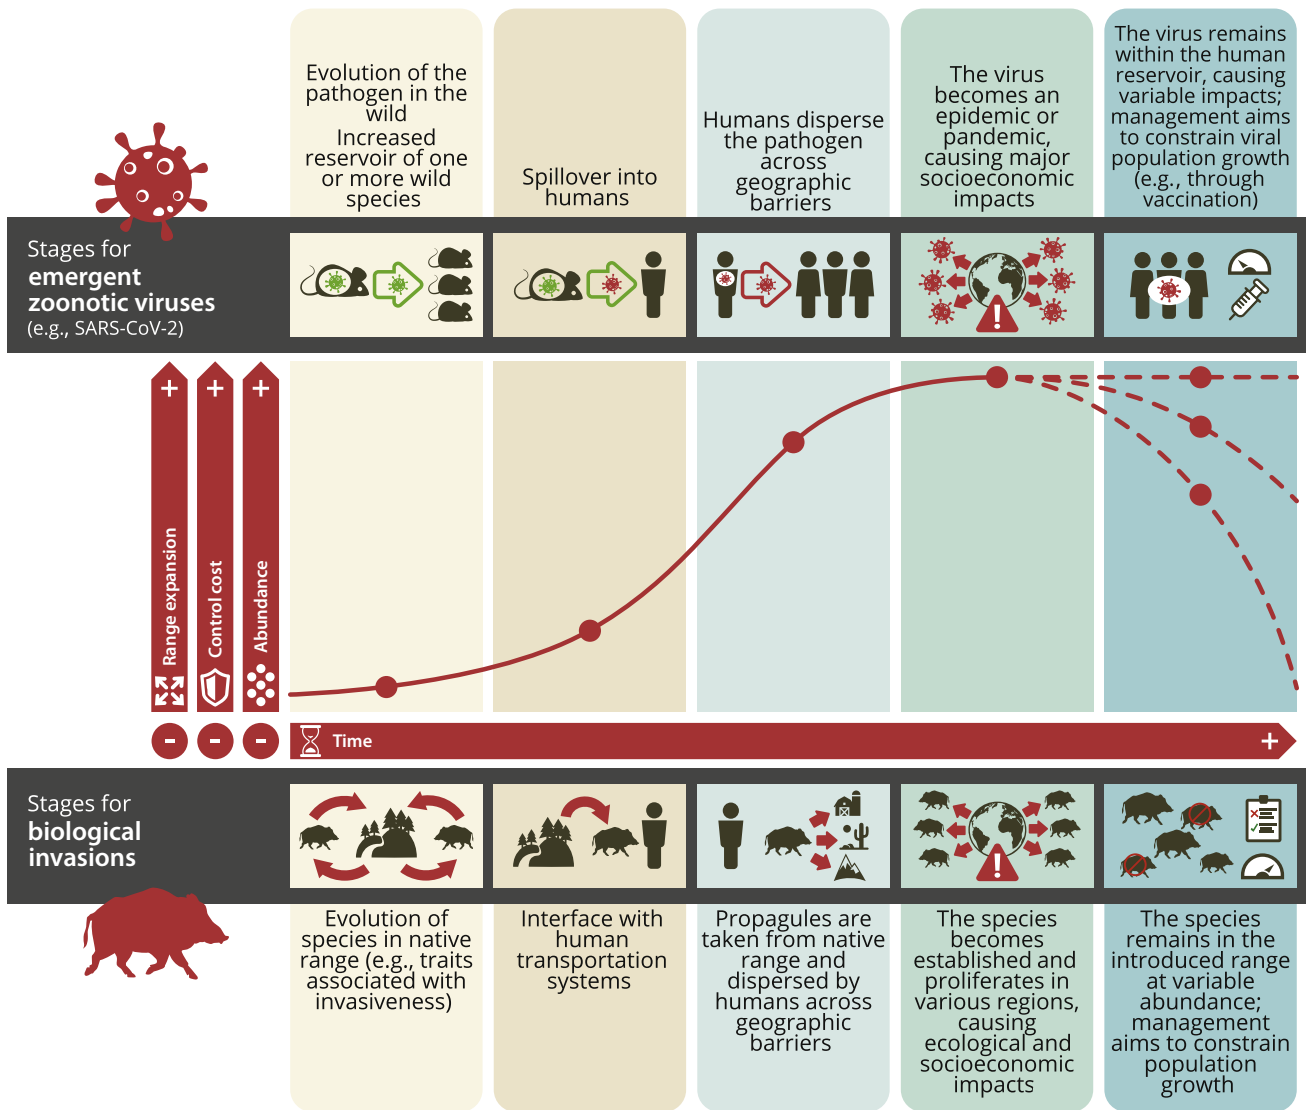 Evolution of the
pathogen in the
wild
Increased
reservoir of one
or more wild
species
Spillover into
humans
Humans disperse
the pathogen
across
geographic
barriers
The virus
becomes an
epidemic or
pandemic,
causing major
socioeconomic
impacts
The virus remains
within the human
reservoir, causing
variable impacts;
management aims
to constrain viral
population growth
(e.g., through
vaccination)
Stages for
emergent
zoonotic viruses
(e.g., SARS-CoV-2)
!
+
+
+
Range expansion
Control cost
Abundance
-
-
-
Time
+
Stages for
biological
invasions
!
Evolution of
species in native
range (e.g., traits
associated with
invasiveness)
Interface with
human
transportation
systems
Propagules are
taken from native
range and
dispersed by
humans across
geographic
barriers
The species
becomes
established and
proliferates in
various regions,
causing
ecological and
socioeconomic
impacts
The species
remains in the
introduced range
at variable
abundance;
management
aims to constrain
population
growth